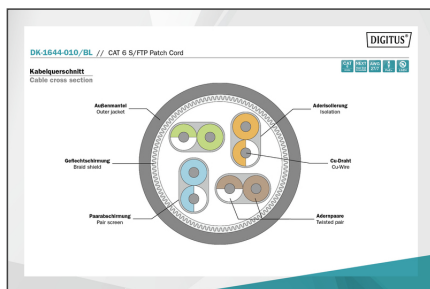 DIGITUS®
DK-1644-010/BL // CAT 6 S/FTP Patch Cord
Kabelquerschnitt
Cable cross section
Außenmantel
Outer jacket
Aderisolierung
Isolation
Geflechtschirmung
Braid shield
Cu-Draht
Cu-Wire
Paarabschirmung
Pair screen
Adernpaare
Twisted pair